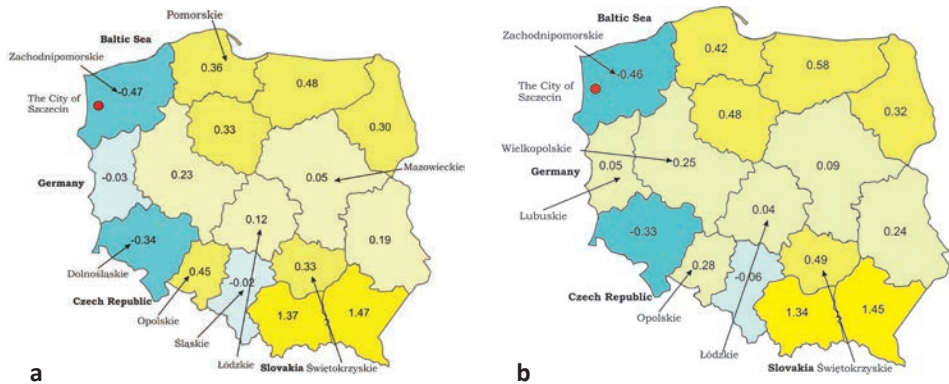 Pomorskie
Baltic Sea
Zachodnipomorskie
0.36
0.48
-0.47
The City of
Szczecin
0.33
0.30
Mazowieckie
-0.03
0.23
0.05
Germany
0.12
0.19
-0.34
Dolnośląskie
0.45
-0.02
0.33
Czech Republic
Opolskie
1.37
1.47
Śląskie
Łódzkie
Slovakia Świętokrzyskie
a
Baltic Sea
Zachodnipomorskie
0.42
0.58
-0.46
The City of
Szczecin
0.48
0.32
Wielkopolskie
0.05
0.25
0.09
Germany
Lubuskie
0.04
0.24
-0.33
0.28
-0.06
0.49
Czech Republic
Opolskie
1.34
1.45
Łódzkie
Slovakia Świętokrzyskie
b